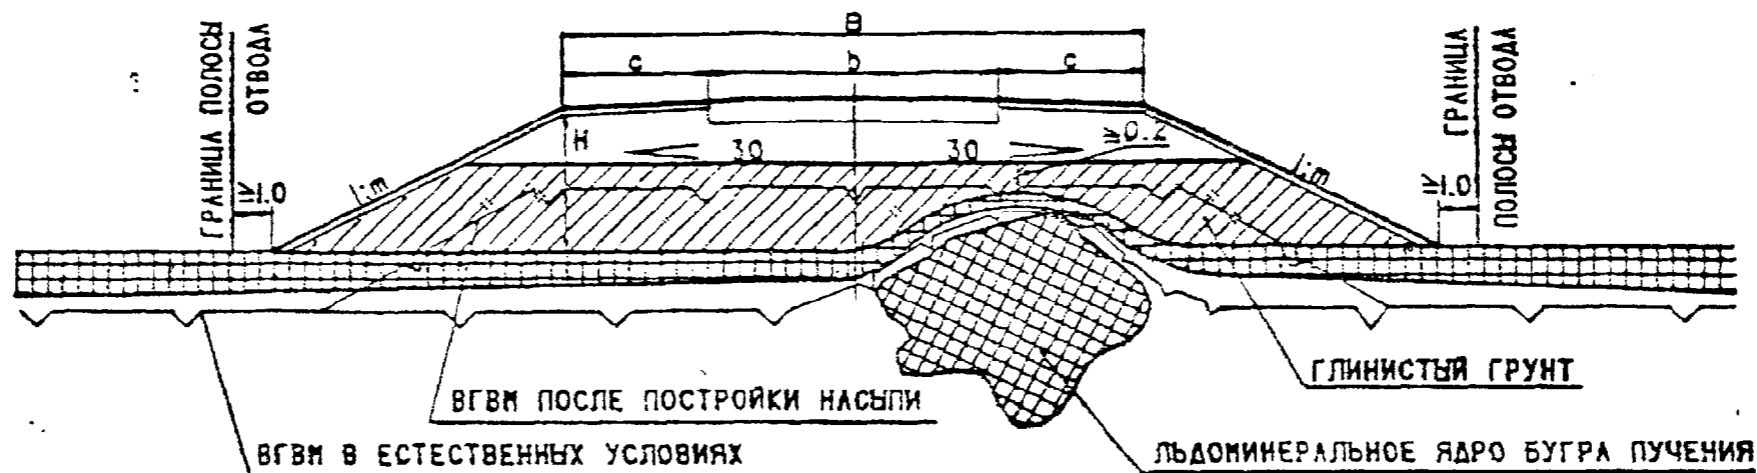 B
c b c
ГРАНИЦА ПОЛОСЫ
ОТВОДА
≥1.0
1:m
H
30 30
≥0.2
1:m
≥1.0
ГРАНИЦА
ПОЛОСЫ ОТВОДА
ГЛИНИСТЫЙ ГРУНТ
ВГВМ ПОСЛЕ ПОСТРОЙКИ НАСЫПИ
ВГВМ В ЕСТЕСТВЕННЫХ УСЛОВИЯХ
ЛЬДОМИНЕРАЛЬНОЕ ЯДРО БУГРА ПУЧЕНИЯ